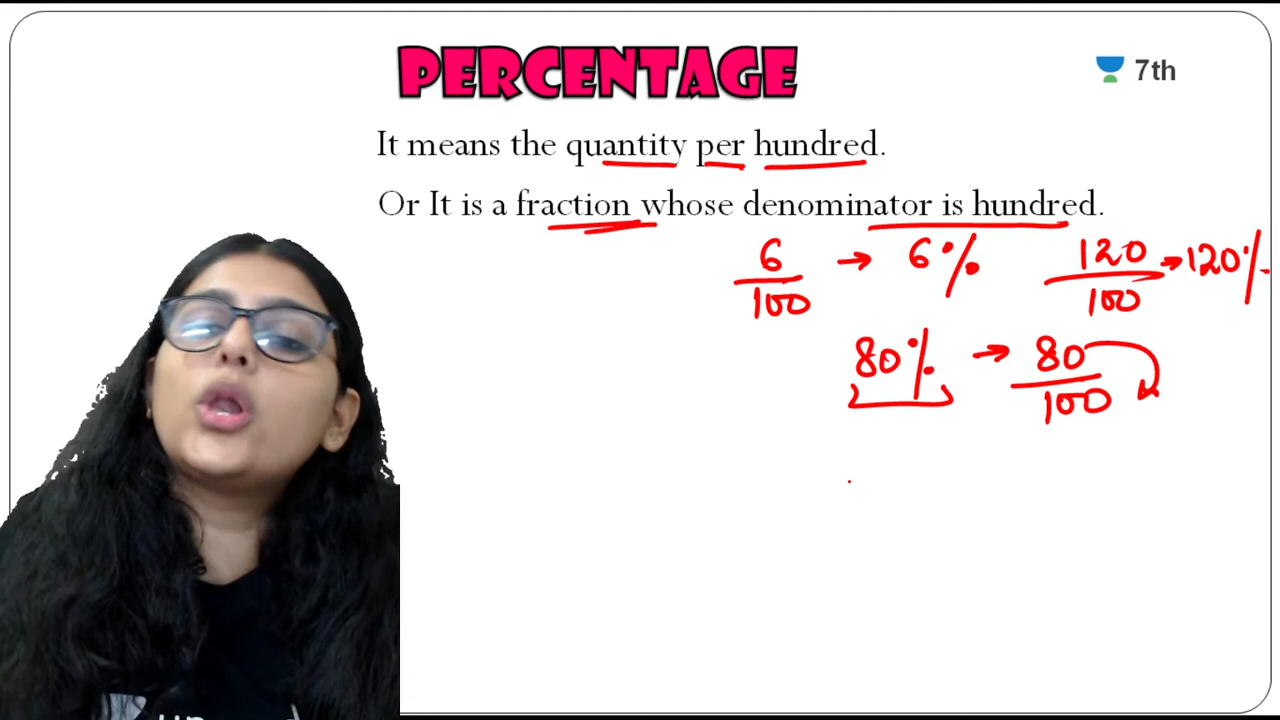 PERCENTAGE
7th
It means the quantity per hundred.
Or It is a fraction whose denominator is hundred.
6/100 → 6% 120/100 → 120%
80% → 80/100